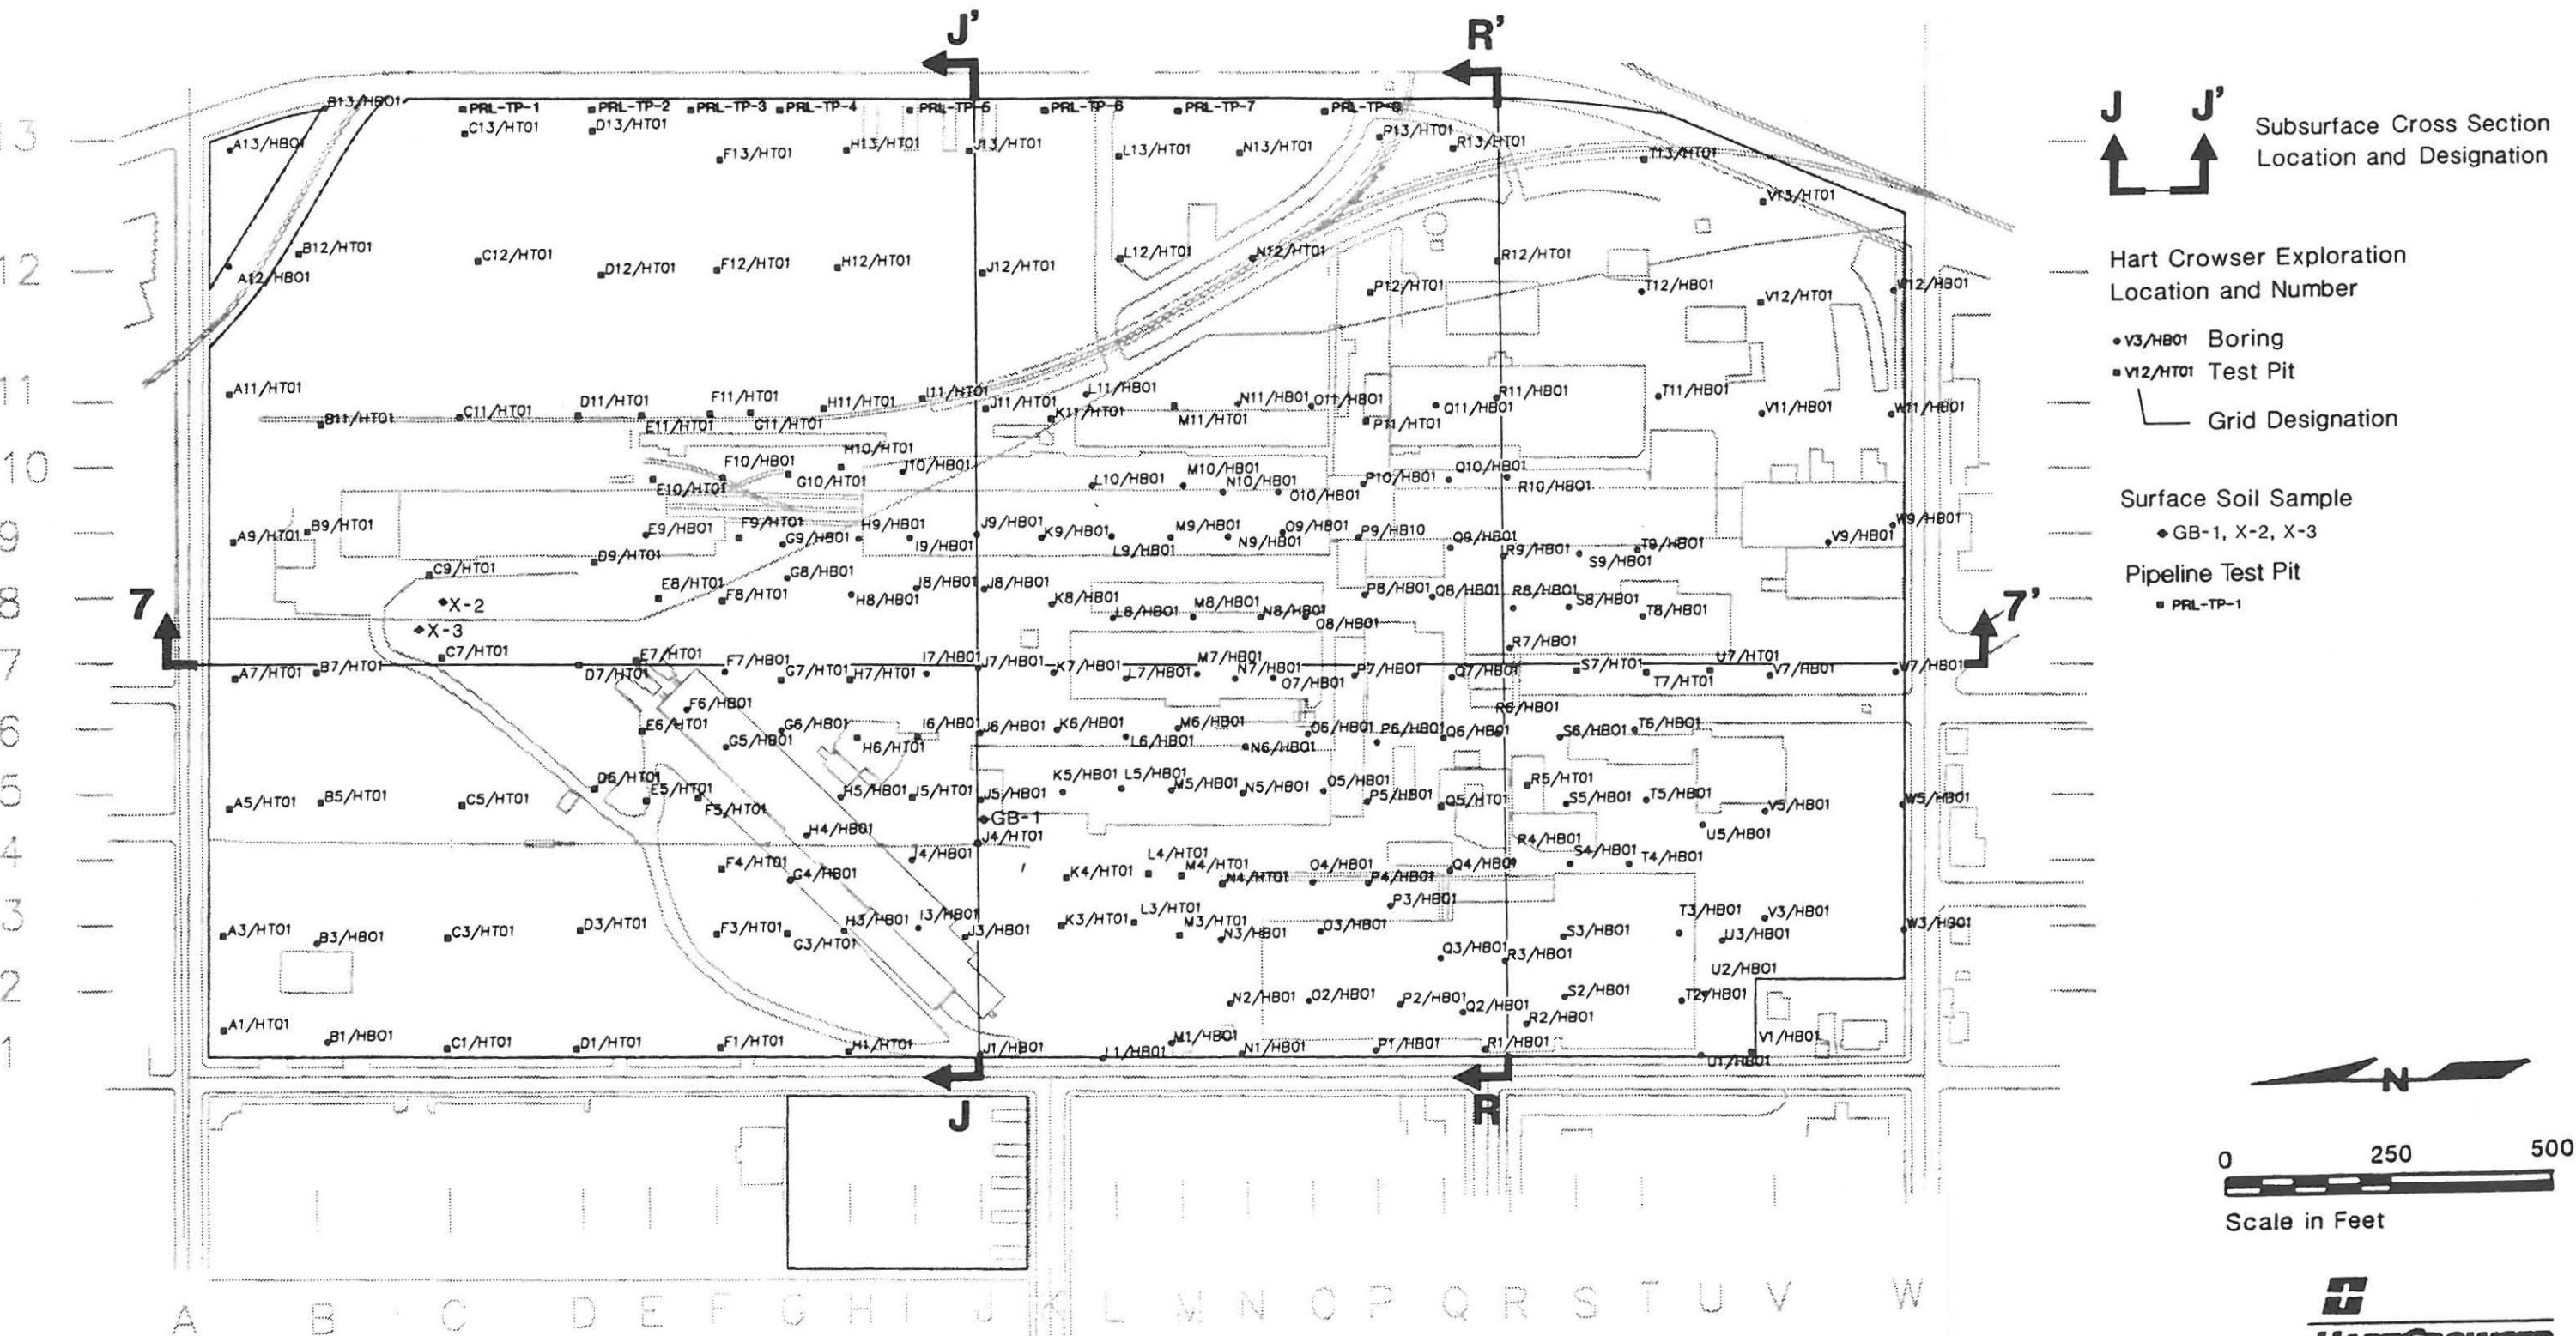 J' R'
B13/HB01 PRL-TP-1 PRL-TP-2 PRL-TP-3 PRL-TP-4 PRL-TP-5 PRL-TP-6 PRL-TP-7 PRL-TP-8
13 A13/HB01 C13/HT01 D13/HT01 F13/HT01 H13/HT01 J13/HT01 L13/HT01 N13/HT01 P13/HT01 R13/HT01 T13/HT01
V13/HT01
12 A12/HB01 B12/HT01 C12/HT01 D12/HT01 F12/HT01 H12/HT01 J12/HT01 L12/HT01 N12/HT01 P12/HT01 R12/HT01 T12/HB01 V12/HT01 W12/HB01
11 A11/HT01 B11/HT01 C11/HT01 D11/HT01 E11/HT01 F11/HT01 G11/HT01 H11/HT01 I11/HT01 J11/HT01 K11/HT01 L11/HB01 M11/HT01 N11/HB01 O11/HB01 P11/HT01 Q11/HB01 R11/HB01 T11/HB01 V11/HB01 W11/HB01
10 E10/HT01 F10/HB01 G10/HT01 H10/HT01 J10/HB01 L10/HB01 M10/HB01 N10/HB01 O10/HB01 P10/HB01 Q10/HB01 R10/HB01
9 A9/HT01 B9/HT01 C9/HT01 D9/HT01 E9/HB01 F9/HT01 G9/HB01 H9/HB01 I9/HB01 J9/HB01 K9/HB01 L9/HB01 M9/HB01 N9/HB01 O9/HB01 P9/HB10 Q9/HB01 R9/HB01 S9/HB01 T9/HB01 V9/HB01 W9/HB01
8 X-2 E8/HT01 F8/HT01 G8/HB01 H8/HB01 J8/HB01 J8/HB01 K8/HB01 L8/HB01 M8/HB01 N8/HB01 O8/HB01 P8/HB01 Q8/HB01 R8/HB01 S8/HB01 T8/HB01
X-3
7 7'
7 A7/HT01 B7/HT01 C7/HT01 D7/HT01 E7/HT01 F7/HB01 G7/HT01 H7/HT01 I7/HB01 J7/HB01 K7/HB01 L7/HB01 M7/HB01 N7/HB01 O7/HB01 P7/HB01 Q7/HB01 R7/HB01 S7/HT01 T7/HT01 U7/HT01 V7/HB01 W7/HB01
6 E6/HT01 F6/HB01 G5/HB01 G6/HB01 H6/HT01 I6/HB01 J6/HB01 K6/HB01 L6/HB01 M6/HB01 N6/HB01 O6/HB01 P6/HB01 Q6/HB01 R6/HB01 S6/HB01 T6/HB01
5 A5/HT01 B5/HT01 C5/HT01 D6/HT01 E5/HT01 F5/HT01 H5/HB01 J5/HT01 J5/HB01 K5/HB01 L5/HB01 M5/HB01 N5/HB01 O5/HB01 P5/HB01 Q5/HT01 R5/HT01 S5/HB01 T5/HB01 U5/HB01 V5/HB01 W5/HB01
GB-1
4 F4/HT01 G4/HB01 H4/HB01 J4/HB01 J4/HT01 K4/HT01 L4/HT01 M4/HT01 N4/HT01 O4/HB01 P4/HB01 Q4/HB01 R4/HB01 S4/HB01 T4/HB01
3 A3/HT01 B3/HB01 C3/HT01 D3/HT01 F3/HT01 G3/HT01 H3/HB01 I3/HB01 J3/HB01 K3/HT01 L3/HT01 M3/HT01 N3/HB01 O3/HB01 P3/HB01 Q3/HB01 R3/HB01 S3/HB01 T3/HB01 U3/HB01 V3/HB01 W3/HB01
2 N2/HB01 O2/HB01 P2/HB01 Q2/HB01 R2/HB01 S2/HB01 T2/HB01 U2/HB01
1 A1/HT01 B1/HB01 C1/HT01 D1/HT01 F1/HT01 H1/HT01 J1/HB01 L1/HB01 M1/HB01 N1/HB01 P1/HB01 R1/HB01 U1/HB01 V1/HB01
J R
A B C D E F G H I J K L M N O P Q R S T U V W
J J'
Subsurface Cross Section
Location and Designation
Hart Crowser Exploration
Location and Number
V3/HB01 Boring
V12/HT01 Test Pit
Grid Designation
Surface Soil Sample
GB-1, X-2, X-3
Pipeline Test Pit
PRL-TP-1
N
0 250 500
Scale in Feet